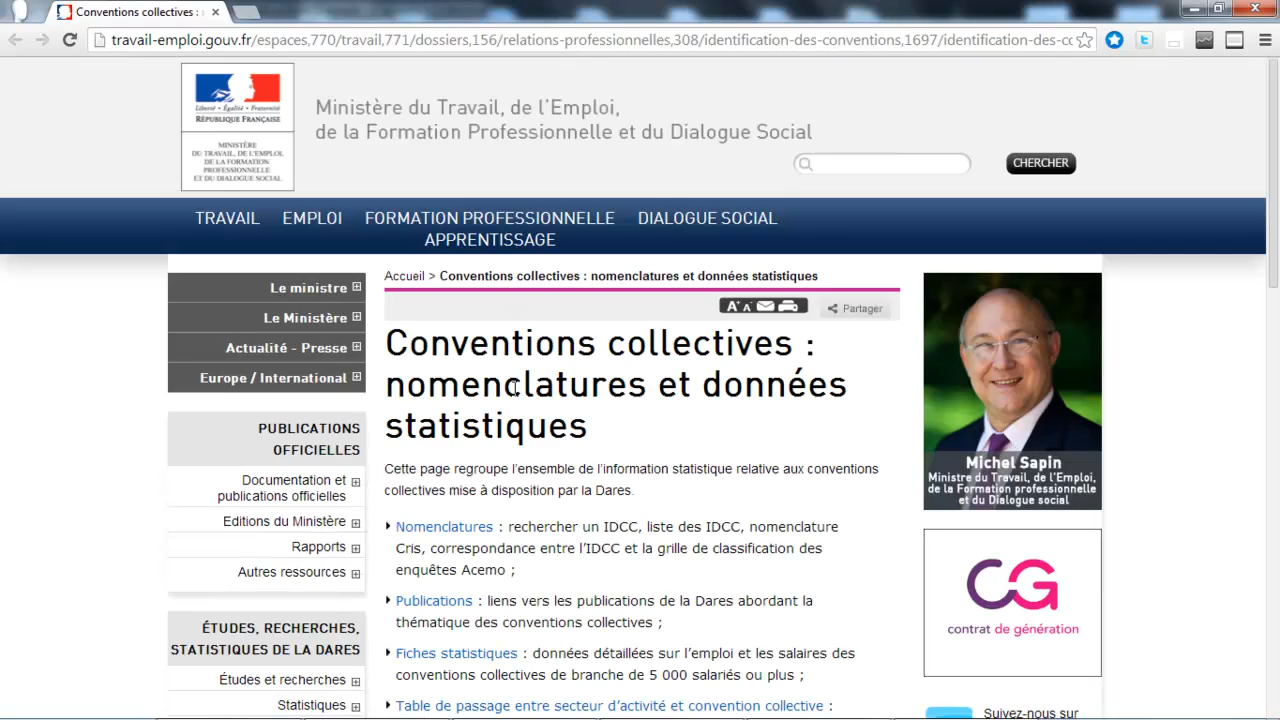 Conventions collectives :
travail-emploi.gouv.fr/espaces,770/travail,771/dossiers,156/relations-professionnelles,308/identification-des-conventions,1697/identification-des-cc
Liberté • Égalité • Fraternité
RÉPUBLIQUE FRANÇAISE
MINISTÈRE
DU TRAVAIL, DE L'EMPLOI,
DE LA FORMATION
PROFESSIONNELLE
ET DU DIALOGUE SOCIAL
Ministère du Travail, de l'Emploi,
de la Formation Professionnelle et du Dialogue Social
CHERCHER
TRAVAIL EMPLOI FORMATION PROFESSIONNELLE DIALOGUE SOCIAL
APPRENTISSAGE
Le ministre
Le Ministère
Actualité - Presse
Europe / International
PUBLICATIONS
OFFICIELLES
Documentation et
publications officielles
Editions du Ministère
Rapports
Autres ressources
ÉTUDES, RECHERCHES,
STATISTIQUES DE LA DARES
Études et recherches
Statistiques
Accueil > Conventions collectives : nomenclatures et données statistiques
A+ A- Partager
Conventions collectives :
nomenclatures et données
statistiques
Cette page regroupe l'ensemble de l'information statistique relative aux conventions
collectives mise à disposition par la Dares.
Nomenclatures : rechercher un IDCC, liste des IDCC, nomenclature
Cris, correspondance entre l'IDCC et la grille de classification des
enquêtes Acemo ;
Publications : liens vers les publications de la Dares abordant la
thématique des conventions collectives ;
Fiches statistiques : données détaillées sur l'emploi et les salaires des
conventions collectives de branche de 5 000 salariés ou plus ;
Table de passage entre secteur d'activité et convention collective :
Michel Sapin
Ministre du Travail, de l'Emploi,
de la Formation professionnelle
et du Dialogue social
CG
contrat de génération
Suivez-nous sur